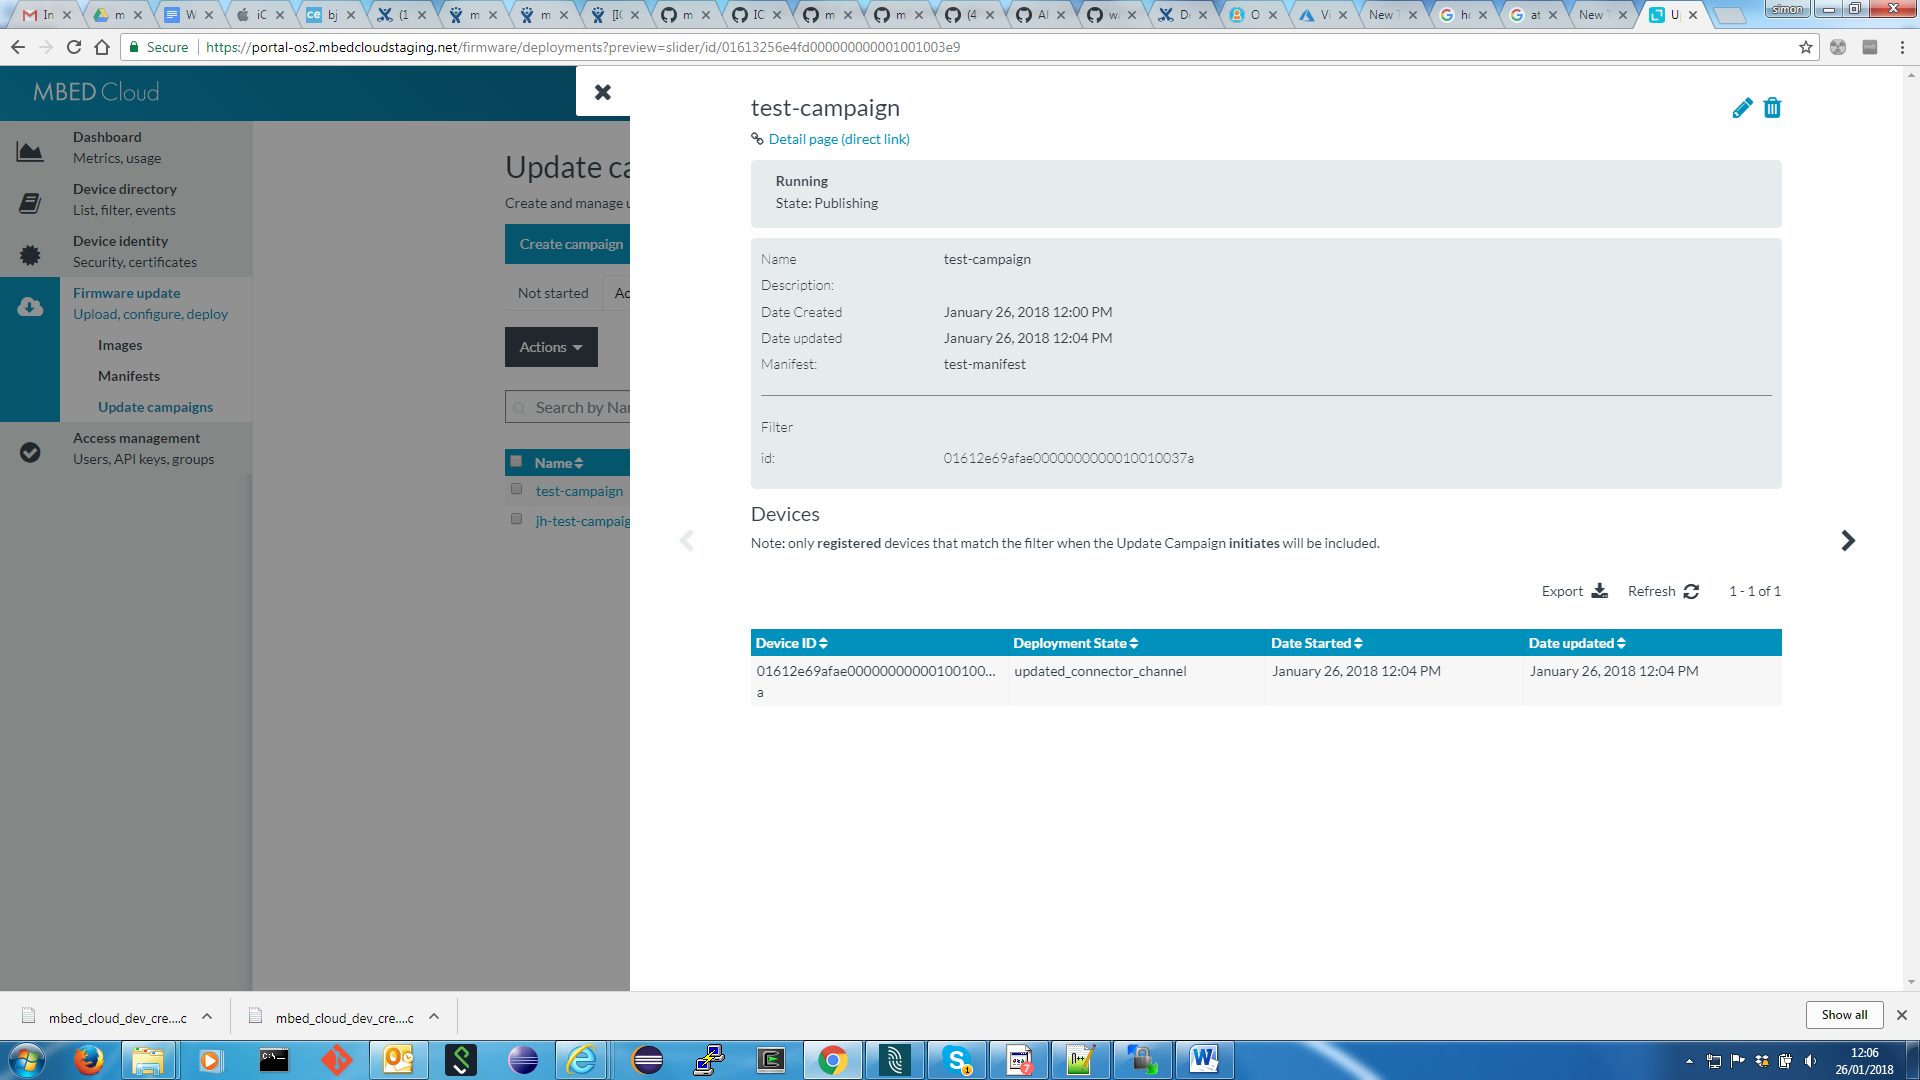 simon
In
m
W
iC
bj
(1
m
m
[IC
m
IC
m
m
(4
Al
w
D
O
Vi
New T
h
at
New T
U
Secure
https://portal-os2.mbedcloudstaging.net/firmware/deployments?preview=slider/id/01613256e4fd000000000001001003e9
MBED Cloud
Dashboard
Metrics, usage
Device directory
List, filter, events
Device identity
Security, certificates
Firmware update
Upload, configure, deploy
Images
Manifests
Update campaigns
Access management
Users, API keys, groups
Update ca
Create and manage u
Create campaign
Not started
Ac
Actions
Search by Nar
Name
test-campaign
jh-test-campaig
test-campaign
Detail page (direct link)
Running
State: Publishing
Name test-campaign
Description:
Date Created January 26, 2018 12:00 PM
Date updated January 26, 2018 12:04 PM
Manifest: test-manifest
Filter
id: 01612e69afae0000000000010010037a
Devices
Note: only registered devices that match the filter when the Update Campaign initiates will be included.
Export Refresh 1 - 1 of 1
Device ID Deployment State Date Started Date updated
01612e69afae00000000000100100... updated_connector_channel January 26, 2018 12:04 PM January 26, 2018 12:04 PM
a
mbed_cloud_dev_cre....c
mbed_cloud_dev_cre....c
Show all
12:06
26/01/2018